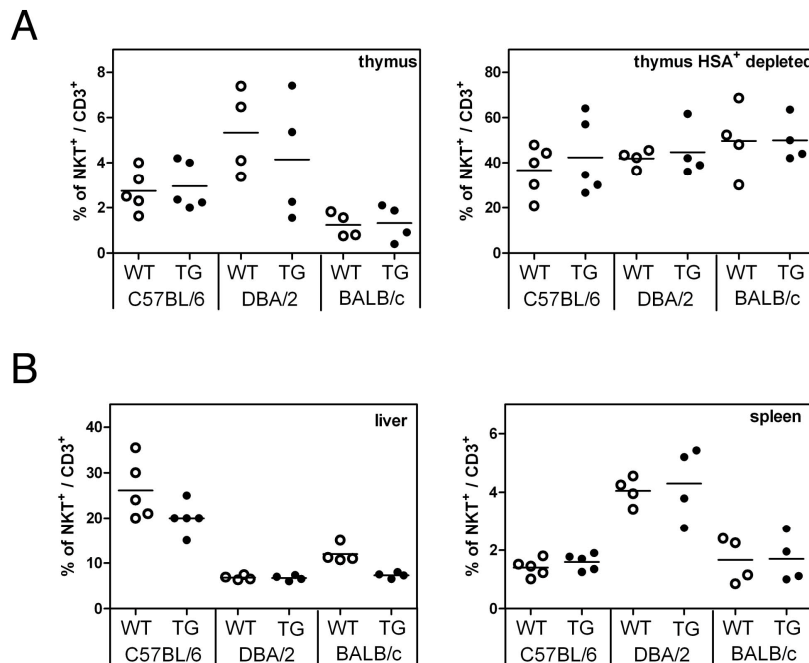 A
thymus
% of NKT+ / CD3+
8
6
4
2
0
WT TG WT TG WT TG
C57BL/6 DBA/2 BALB/c
thymus HSA+ depleted
% of NKT+ / CD3+
80
60
40
20
0
WT TG WT TG WT TG
C57BL/6 DBA/2 BALB/c
B
liver
% of NKT+ / CD3+
40
30
20
10
0
WT TG WT TG WT TG
C57BL/6 DBA/2 BALB/c
spleen
% of NKT+ / CD3+
6
4
2
0
WT TG WT TG WT TG
C57BL/6 DBA/2 BALB/c